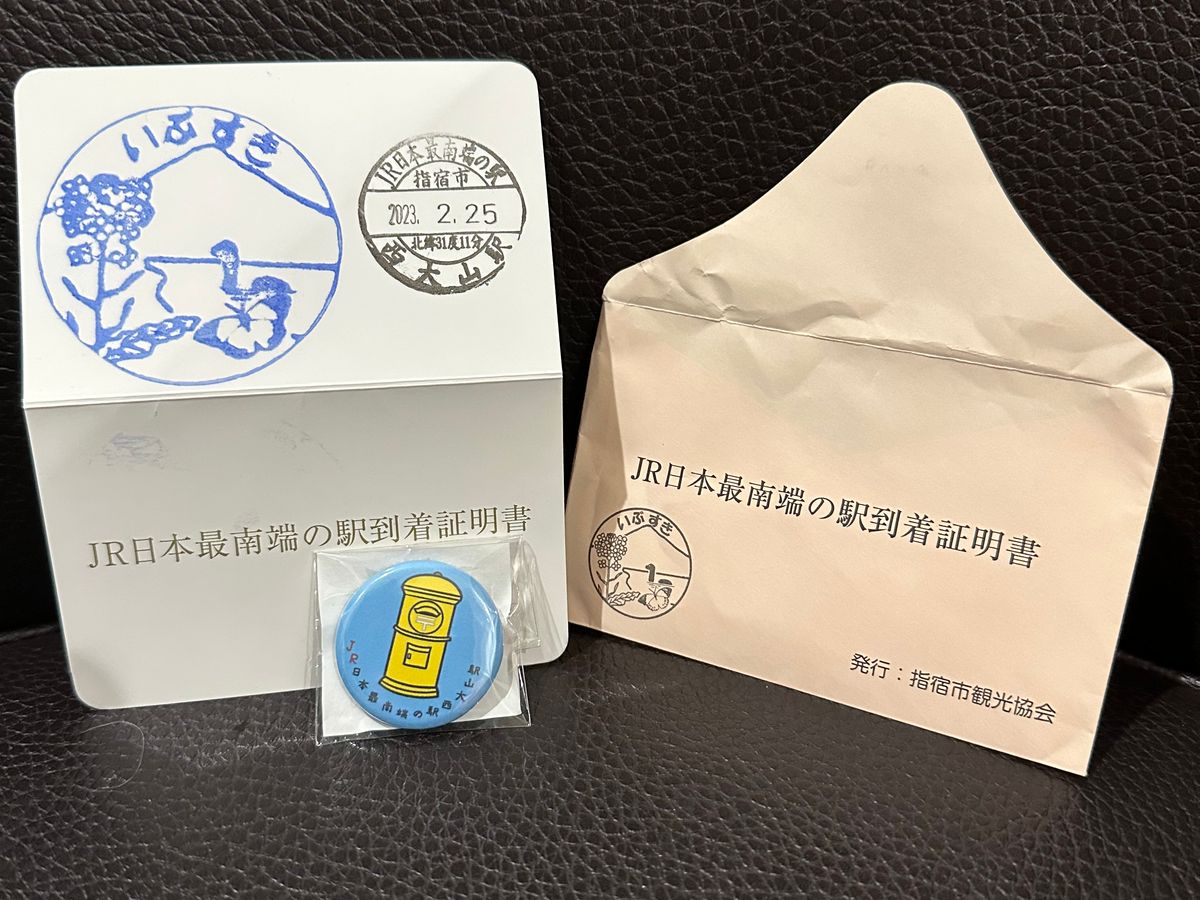 いぶすき
JR日本最南端の駅
指宿市
2023. 2. 25
北緯31度11分
西大山駅
JR日本最南端の駅到着証明書
〒
JR日本最南端の駅西大山駅
JR日本最南端の駅到着証明書
いぶすき
発行：指宿市観光協会